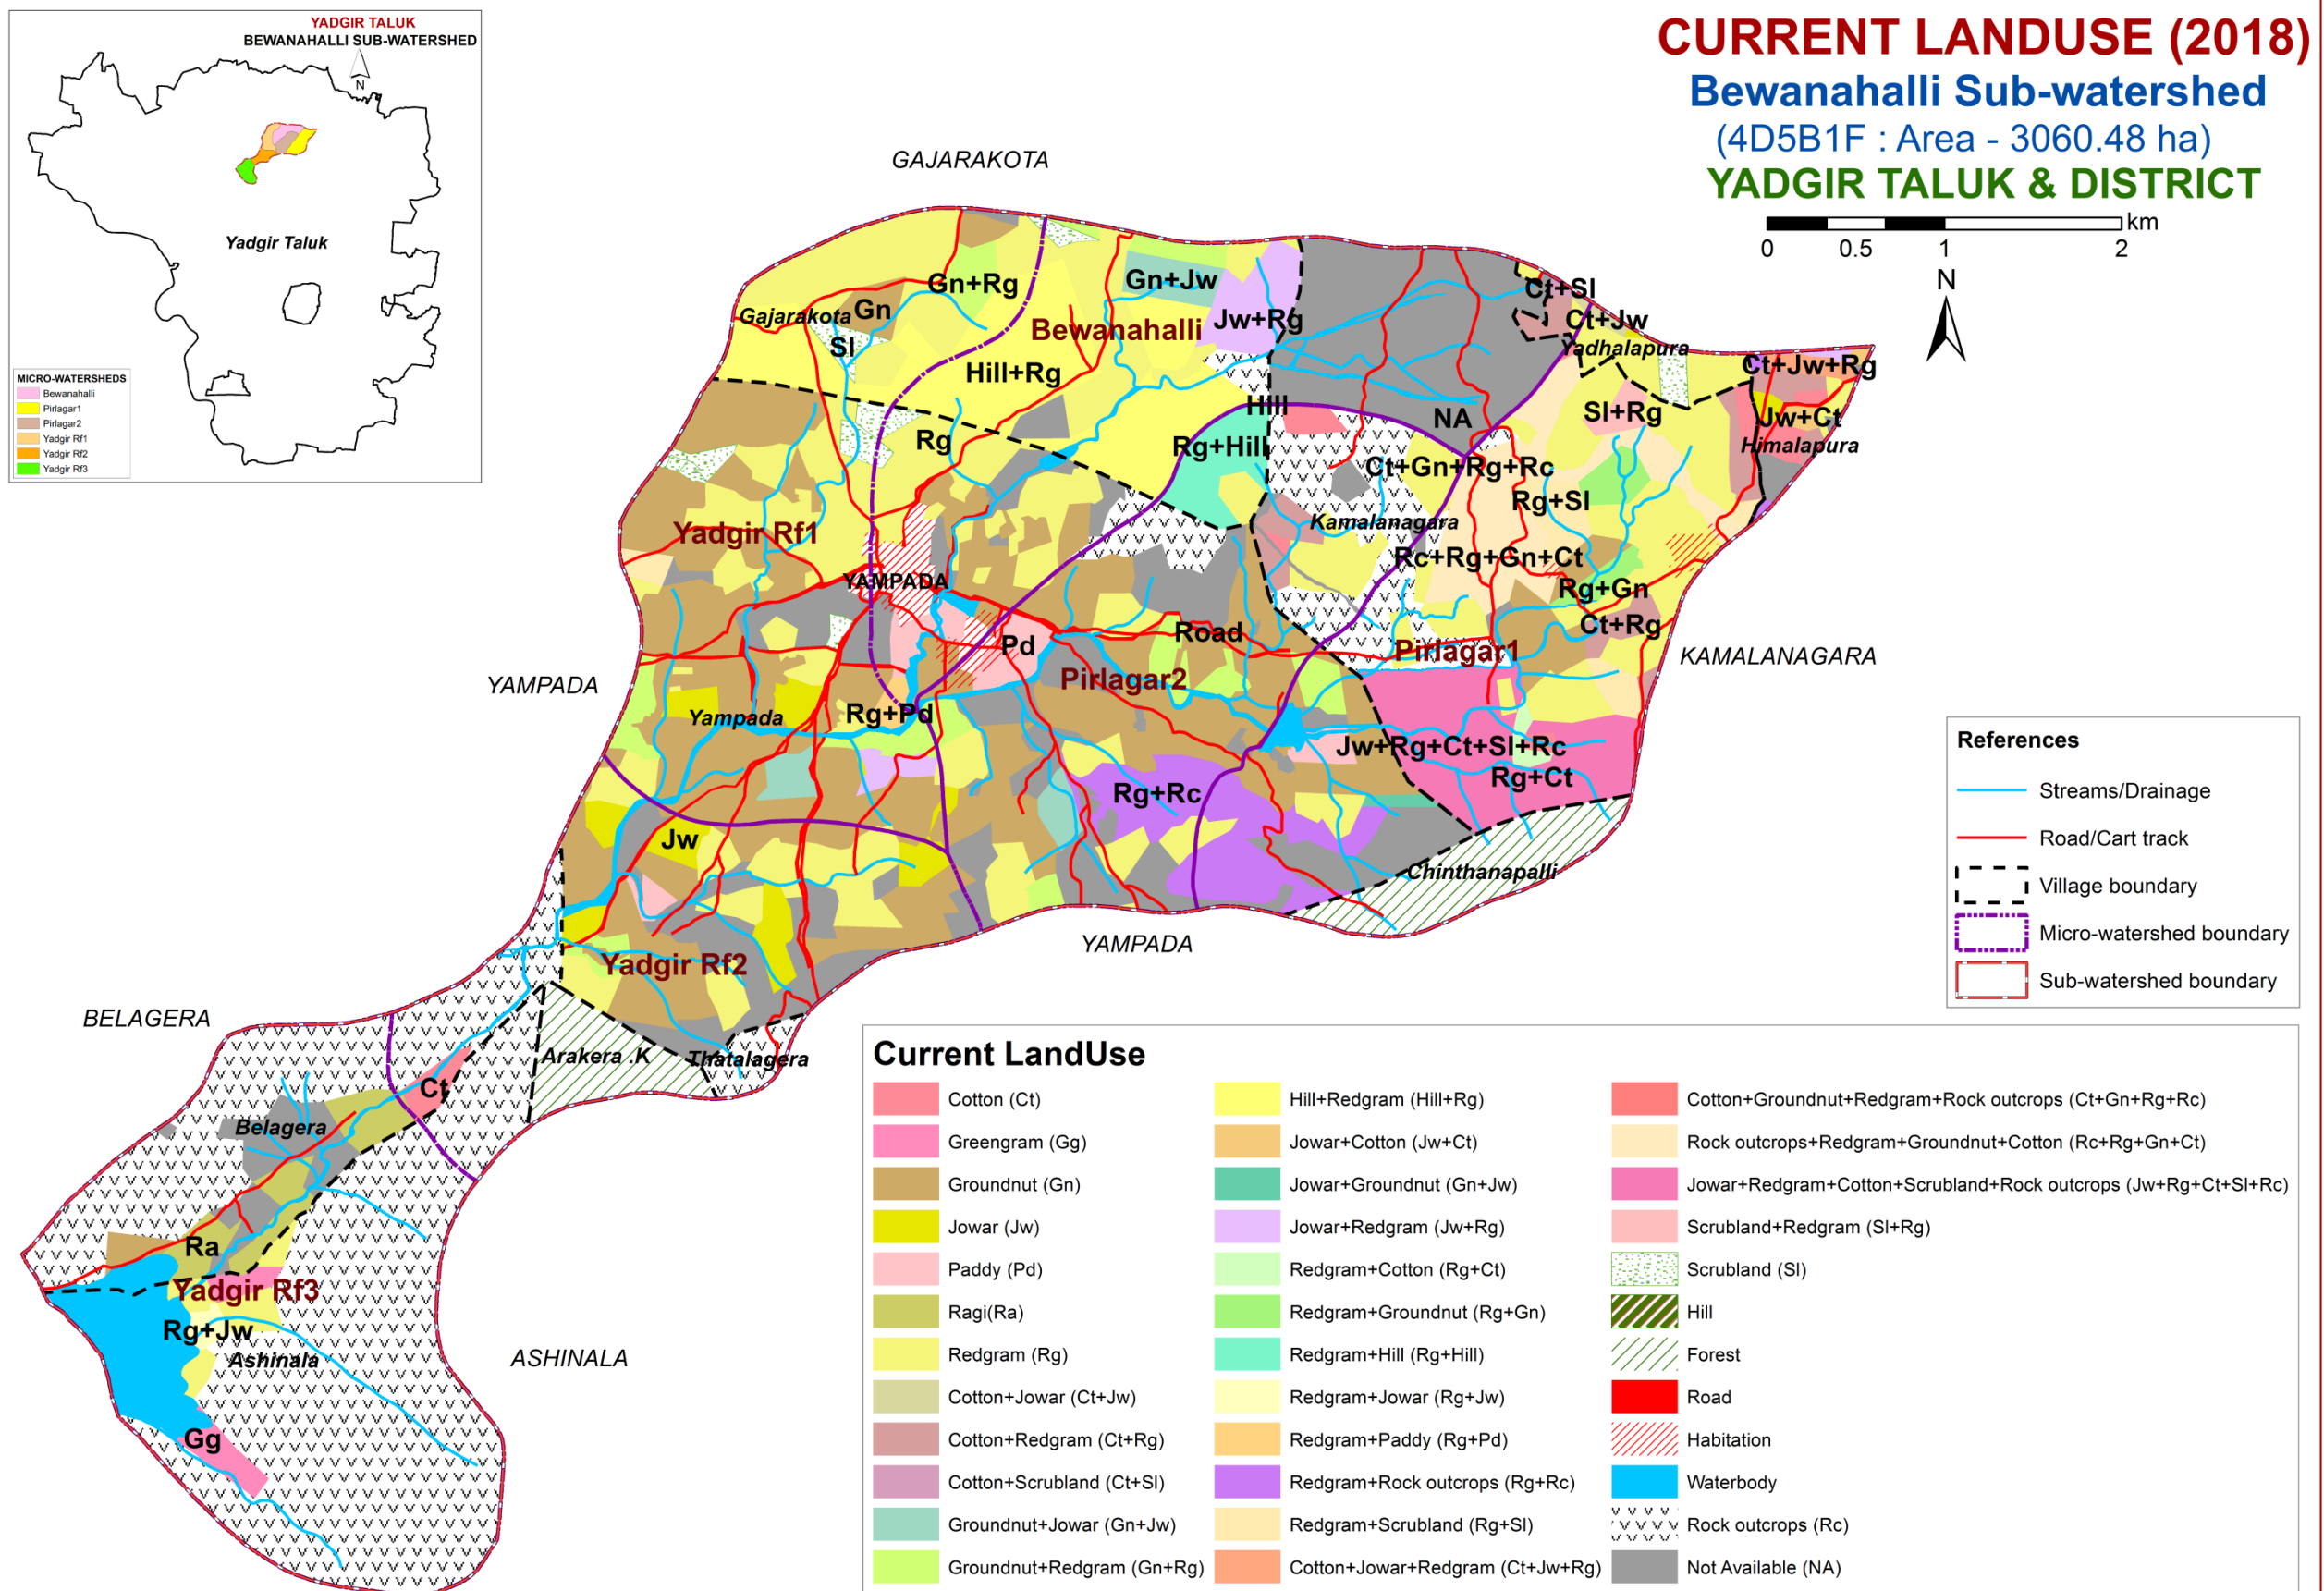 YADGIR TALUK
BEWANAHALLI SUB-WATERSHED
N
Yadgir Taluk
MICRO-WATERSHEDS
Bewanahalli
Pirlagar1
Pirlagar2
Yadgir Rf1
Yadgir Rf2
Yadgir Rf3
CURRENT LANDUSE (2018)
Bewanahalli Sub-watershed
(4D5B1F : Area - 3060.48 ha)
YADGIR TALUK & DISTRICT
km
0 0.5 1 2
N
GAJARAKOTA
Gn+Rg
Gn+Jw
Ct+Sl
Gajarakota
Gn
Bewanahalli
Jw+Rg
Ct+Jw
Sl
Yadhalapura
Hill+Rg
Ct+Jw+Rg
Hill
NA
Sl+Rg
Jw+Ct
Rg
Rg+Hill
Himalapura
Ct+Gn+Rg+Rc
Rg+Sl
Yadgir Rf1
Kamalanagara
Rc+Rg+Gn+Ct
YAMPADA
Rg+Gn
Ct+Rg
Road
Pd
Pirlagar1
KAMALANAGARA
YAMPADA
Pirlagar2
Yampada
Rg+Pd
Jw+Rg+Ct+Sl+Rc
Rg+Ct
Rg+Rc
Jw
Chinthanapalli
YAMPADA
Yadgir Rf2
BELAGERA
Arakera .K
Thatalagera
Ct
Belagera
Ra
Yadgir Rf3
Rg+Jw
Ashinala
ASHINALA
Gg
References
Streams/Drainage
Road/Cart track
Village boundary
Micro-watershed boundary
Sub-watershed boundary
Current LandUse
Cotton (Ct)
Greengram (Gg)
Groundnut (Gn)
Jowar (Jw)
Paddy (Pd)
Ragi(Ra)
Redgram (Rg)
Cotton+Jowar (Ct+Jw)
Cotton+Redgram (Ct+Rg)
Cotton+Scrubland (Ct+Sl)
Groundnut+Jowar (Gn+Jw)
Groundnut+Redgram (Gn+Rg)
Hill+Redgram (Hill+Rg)
Jowar+Cotton (Jw+Ct)
Jowar+Groundnut (Gn+Jw)
Jowar+Redgram (Jw+Rg)
Redgram+Cotton (Rg+Ct)
Redgram+Groundnut (Rg+Gn)
Redgram+Hill (Rg+Hill)
Redgram+Jowar (Rg+Jw)
Redgram+Paddy (Rg+Pd)
Redgram+Rock outcrops (Rg+Rc)
Redgram+Scrubland (Rg+Sl)
Cotton+Jowar+Redgram (Ct+Jw+Rg)
Cotton+Groundnut+Redgram+Rock outcrops (Ct+Gn+Rg+Rc)
Rock outcrops+Redgram+Groundnut+Cotton (Rc+Rg+Gn+Ct)
Jowar+Redgram+Cotton+Scrubland+Rock outcrops (Jw+Rg+Ct+Sl+Rc)
Scrubland+Redgram (Sl+Rg)
Scrubland (Sl)
Hill
Forest
Road
Habitation
Waterbody
Rock outcrops (Rc)
Not Available (NA)